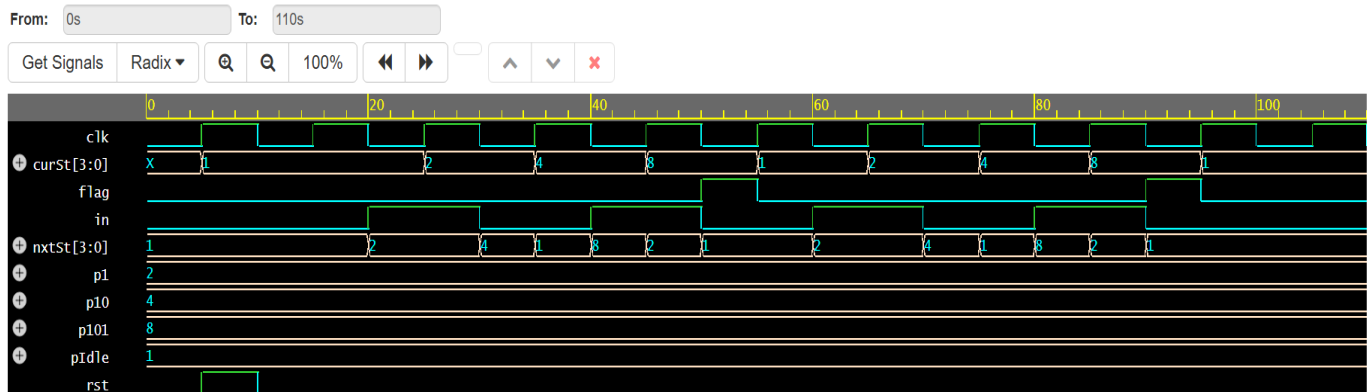 From: 0s To: 110s
Get Signals Radix 100%
0 20 40 60 80 100
clk
curSt[3:0] X 1 2 4 8 1 2 4 8 1
flag
in
nxtSt[3:0] 1 2 4 1 8 2 1 2 4 1 8 2 1
p1 2
p10 4
p101 8
pIdle 1
rst